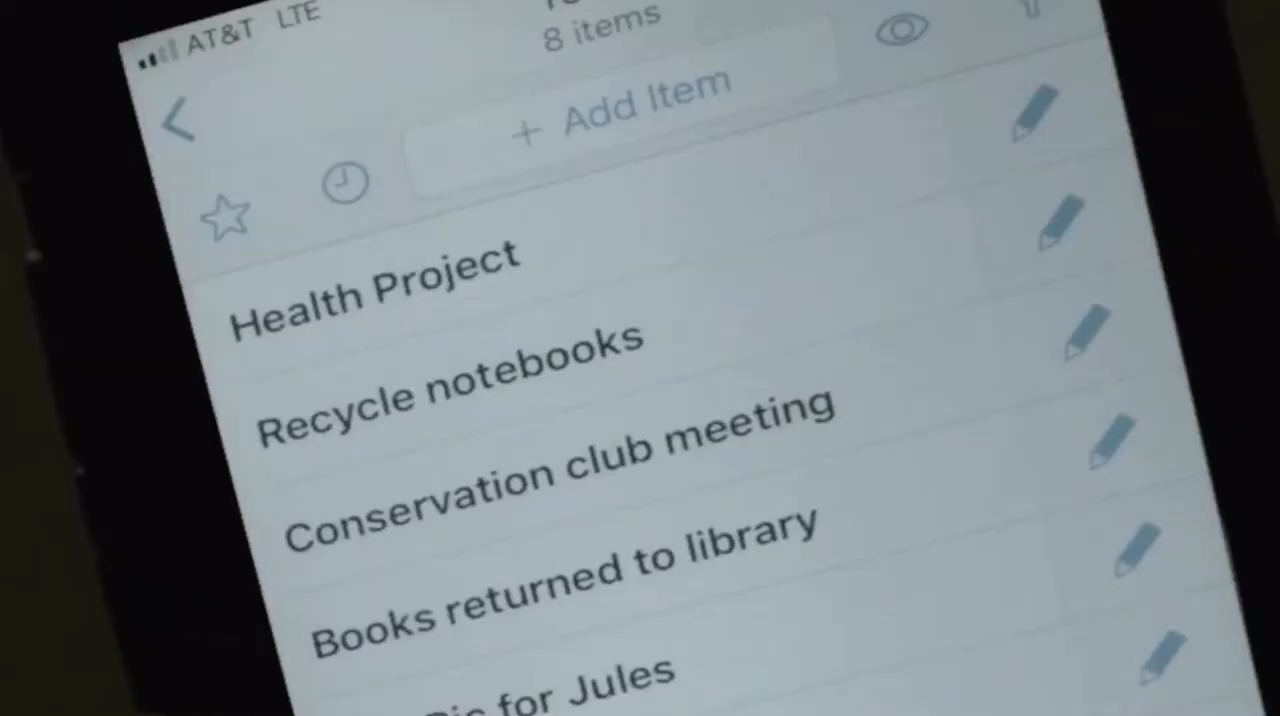 AT&T LTE
8 items
+ Add Item
Health Project
Recycle notebooks
Conservation club meeting
Books returned to library
for Jules